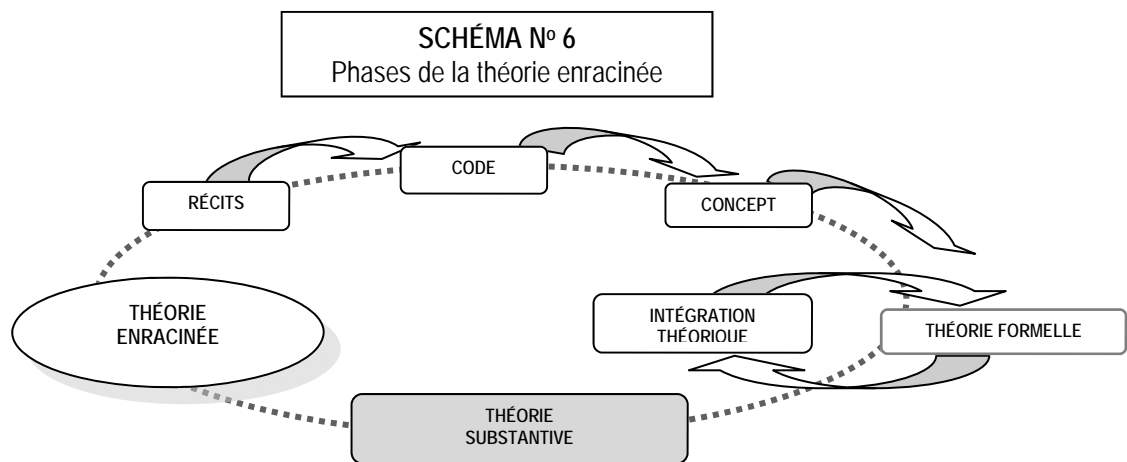 SCHÉMA Nº 6
Phases de la théorie enracinée
CODE
RÉCITS
CONCEPT
THÉORIE
ENRACINÉE
INTÉGRATION
THÉORIQUE
THÉORIE FORMELLE
THÉORIE
SUBSTANTIVE